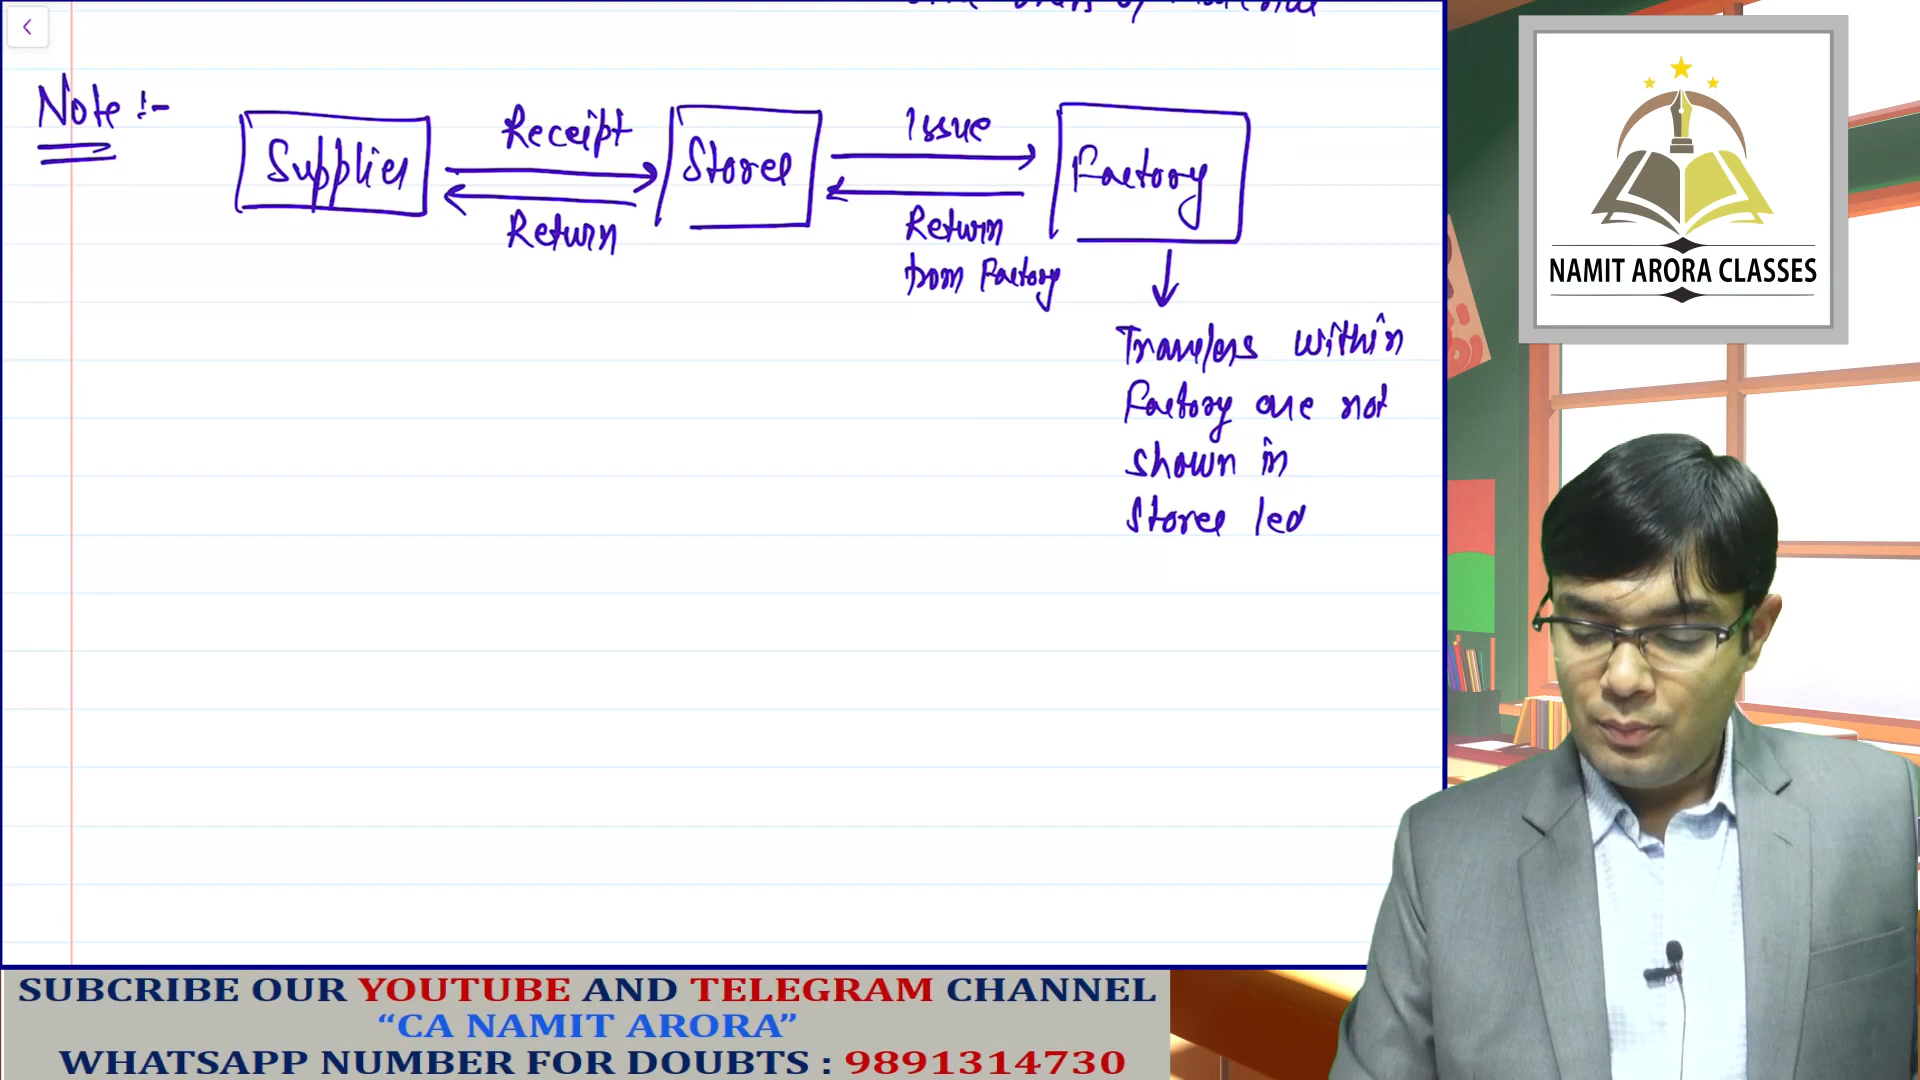 Note :-
Supplier
Receipt
Return
Stores
Issue
Return
from Factory
Factory
Transfers within
Factory are not
shown in
Stores led
NAMIT ARORA CLASSES
SUBCRIBE OUR YOUTUBE AND TELEGRAM CHANNEL
“CA NAMIT ARORA”
WHATSAPP NUMBER FOR DOUBTS : 9891314730